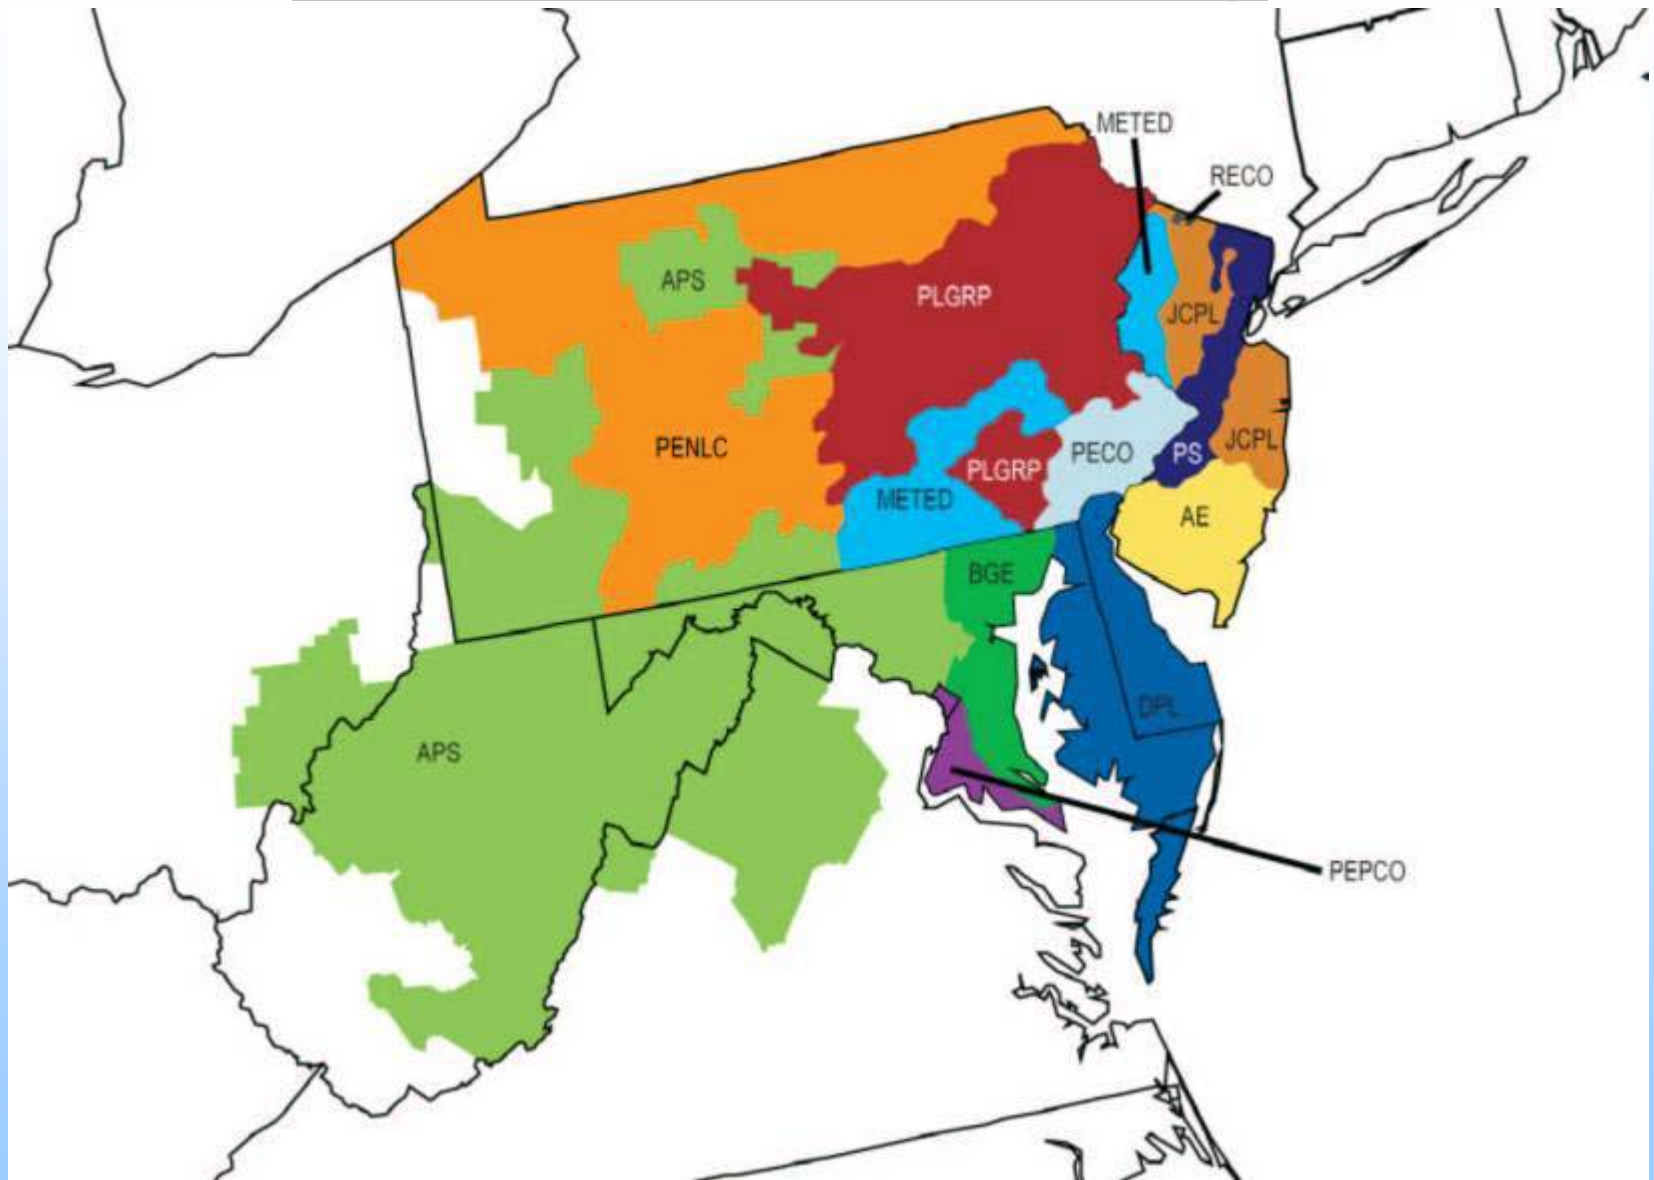 METED
RECO
APS
PLGRP
JCPL
PENLC
PLGRP
PECO
PS
JCPL
METED
AE
BGE
DPL
APS
PEPCO